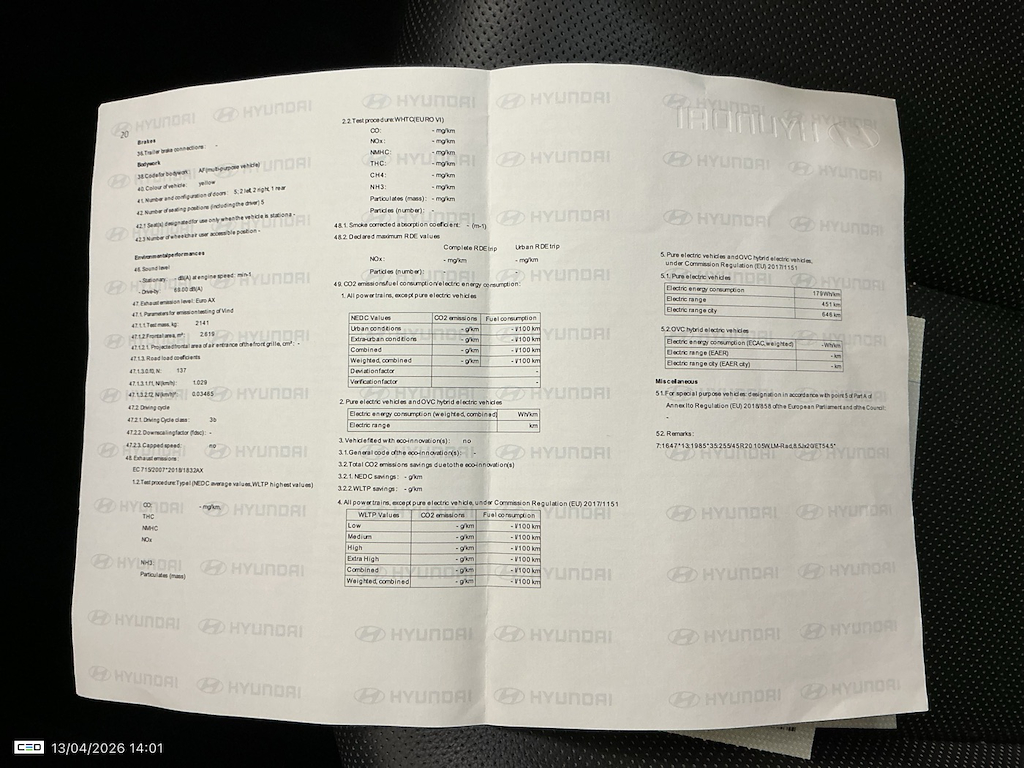 20
Brakes
36. Trailer brake connections: -
Bodywork
38. Code for bodywork: AF(multi-purpose vehicle)
40. Colour of vehicle: yellow
41. Number and configuration of doors: 5; 2 left, 2 right, 1 rear
42. Number of seating positions (including the driver) 5
42.1 Seat(s) designated for use only when the vehicle is stationa -
42.3 Number of wheelchair user accessible position -
Environmental performances
46. Sound level
- Stationary - dB(A) at engine speed: min-1
- Drive-by: 68.00 dB(A)
47. Exhaust emission level: Euro AX
47.1. Parameters for emission testing of Vind
47.1.1 Test mass, kg: 2141
47.1.2 Frontal area, m²: 2.619
47.1.2.1. Projected frontal area of air entrance of the front grille, cm²: -
47.1.3. Road load coefficients
47.1.3.0. f0, N: 137
47.1.3.1. f1, N/(km/h): 1.029
47.1.3.2. f2, N/(km/h)²: 0.03465
47.2. Driving cycle
47.2.1. Driving Cycle class: 3b
47.2.2. Downscaling factor (fdsc): -
47.2.3. Capped speed: no
48. Exhaust emissions:
EC 715/2007*2018/1832AX
1.2. Test procedure: Type I (NEDC average values, WLTP highest values)
CO: - mg/km,
THC
NMHC
NOx
NH3:
Particulates (mass)
2.2. Test procedure: WHTC(EURO VI)
CO: - mg/km
NOx: - mg/km
NMHC: - mg/km
THC: - mg/km
CH4: - mg/km
NH3: - mg/km
Particulates (mass): - mg/km
Particles (number): -
48.1. Smoke corrected absorption coefficient: - (m-1)
48.2. Declared maximum RDE values
Complete RDE trip Urban RDE trip
NOx: - mg/km - mg/km
Particles (number): - -
49. CO2 emissions/fuel consumption/electric energy consumption:
1. All power trains, except pure electric vehicles
NEDC Values CO2 emissions Fuel consumption
Urban conditions - g/km - l/100 km
Extra-urban conditions - g/km - l/100 km
Combined - g/km - l/100 km
Weighted, combined - g/km - l/100 km
Deviation factor -
Verification factor -
2. Pure electric vehicles and OVC hybrid electric vehicles
Electric energy consumption (weighted, combined) Wh/km
Electric range km
3. Vehicle fitted with eco-innovation(s): no
3.1. General code of the eco-innovation(s): -
3.2. Total CO2 emissions savings due to the eco-innovation(s)
3.2.1. NEDC savings: - g/km
3.2.2. WLTP savings: - g/km
4. All powertrains, except pure electric vehicle, under Commission Regulation (EU) 2017/1151
WLTP Values CO2 emissions Fuel consumption
Low - g/km - l/100 km
Medium - g/km - l/100 km
High - g/km - l/100 km
Extra High - g/km - l/100 km
Combined - g/km - l/100 km
Weighted, combined - g/km - l/100 km
HYUNDAI
5. Pure electric vehicles and OVC hybrid electric vehicles,
under Commission Regulation (EU) 2017/1151
5.1. Pure electric vehicles
Electric energy consumption 179 Wh/km
Electric range 451 km
Electric range city 646 km
5.2. OVC hybrid electric vehicles
Electric energy consumption (ECAC,weighted) - Wh/km
Electric range (EAER) - km
Electric range city (EAER city) - km
Miscellaneous
51. For special purpose vehicles: designation in accordance with point 5 of Part A of
Annex I to Regulation (EU) 2018/858 of the European Parliament and of the Council:
-
52. Remarks:
7:1647*13:1985*35:255/45R20 105W,LM-Rad,8,5Jx20/ET54,5*
CED 13/04/2026 14:01